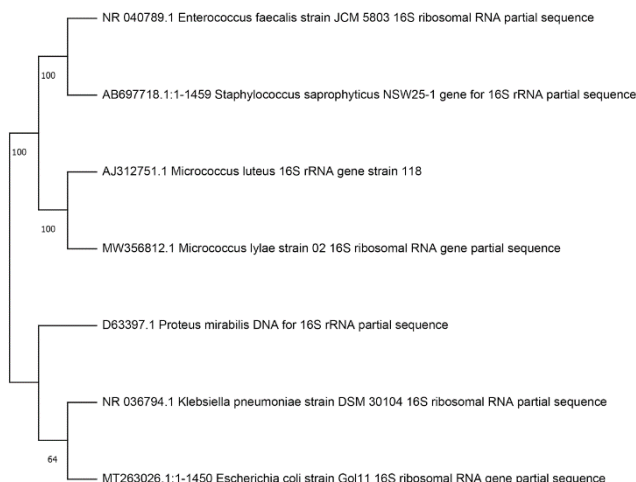 NR 040789.1 Enterococcus faecalis strain JCM 5803 16S ribosomal RNA partial sequence
100
AB697718.1:1-1459 Staphylococcus saprophyticus NSW25-1 gene for 16S rRNA partial sequence
100
AJ312751.1 Micrococcus luteus 16S rRNA gene strain 118
100
MW356812.1 Micrococcus lylae strain 02 16S ribosomal RNA gene partial sequence
D63397.1 Proteus mirabilis DNA for 16S rRNA partial sequence
NR 036794.1 Klebsiella pneumoniae strain DSM 30104 16S ribosomal RNA partial sequence
64
MT263026.1:1-1450 Escherichia coli strain Gol11 16S ribosomal RNA gene partial sequence